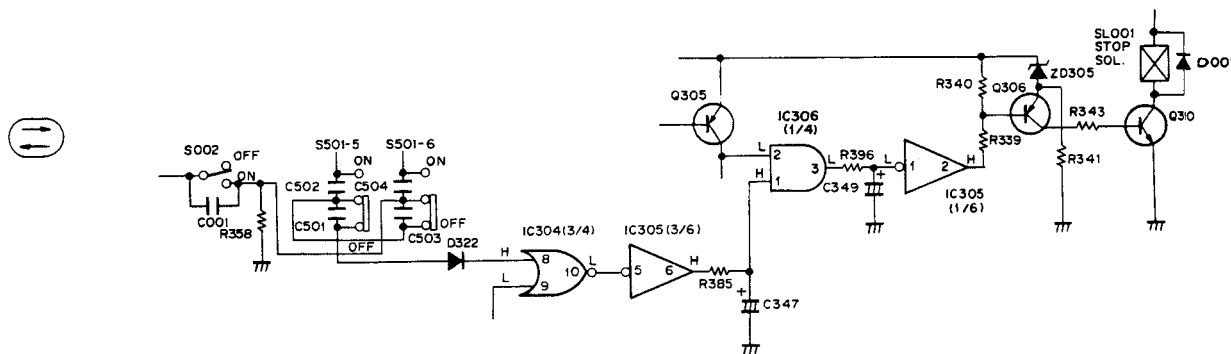 SL001
STOP
SOL.
D001
ZD305
R340
Q306
Q305
R343
Q310
IC306
(1/4)
L
2
H
1
3
L
R396
L
1
2
H
R339
R341
C349
+
IC305
(1/6)
S002
OFF
ON
C001
R358
S501-5
S501-6
ON
ON
C502
C504
C501
OFF
C503
OFF
D322
IC304(3/4)
IC305(3/6)
H
8
L
9
10
L
5
6
H
R385
+
C347